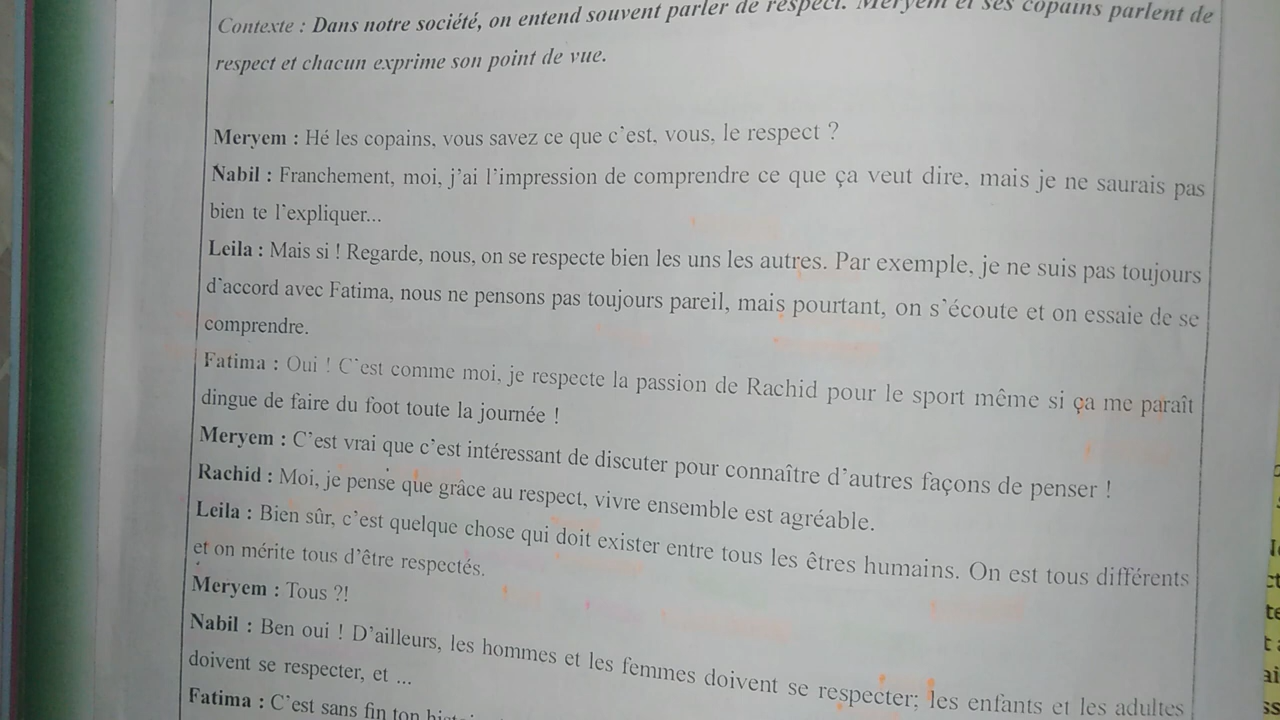 Contexte : Dans notre société, on entend souvent parler de respect. Meryem et ses copains parlent de
respect et chacun exprime son point de vue.
Meryem : Hé les copains, vous savez ce que c'est, vous, le respect ?
Nabil : Franchement, moi, j'ai l'impression de comprendre ce que ça veut dire, mais je ne saurais pas
bien te l'expliquer...
Leila : Mais si ! Regarde, nous, on se respecte bien les uns les autres. Par exemple, je ne suis pas toujours
d'accord avec Fatima, nous ne pensons pas toujours pareil, mais pourtant, on s'écoute et on essaie de se
comprendre.
Fatima : Oui ! C'est comme moi, je respecte la passion de Rachid pour le sport même si ça me paraît
dingue de faire du foot toute la journée !
Meryem : C'est vrai que c'est intéressant de discuter pour connaître d'autres façons de penser !
Rachid : Moi, je pense que grâce au respect, vivre ensemble est agréable.
Leila : Bien sûr, c'est quelque chose qui doit exister entre tous les êtres humains. On est tous différents
et on mérite tous d'être respectés.
Meryem : Tous ?!
Nabil : Ben oui ! D'ailleurs, les hommes et les femmes doivent se respecter; les enfants et les adultes
doivent se respecter, et ...
Fatima : C'est sans fin ton